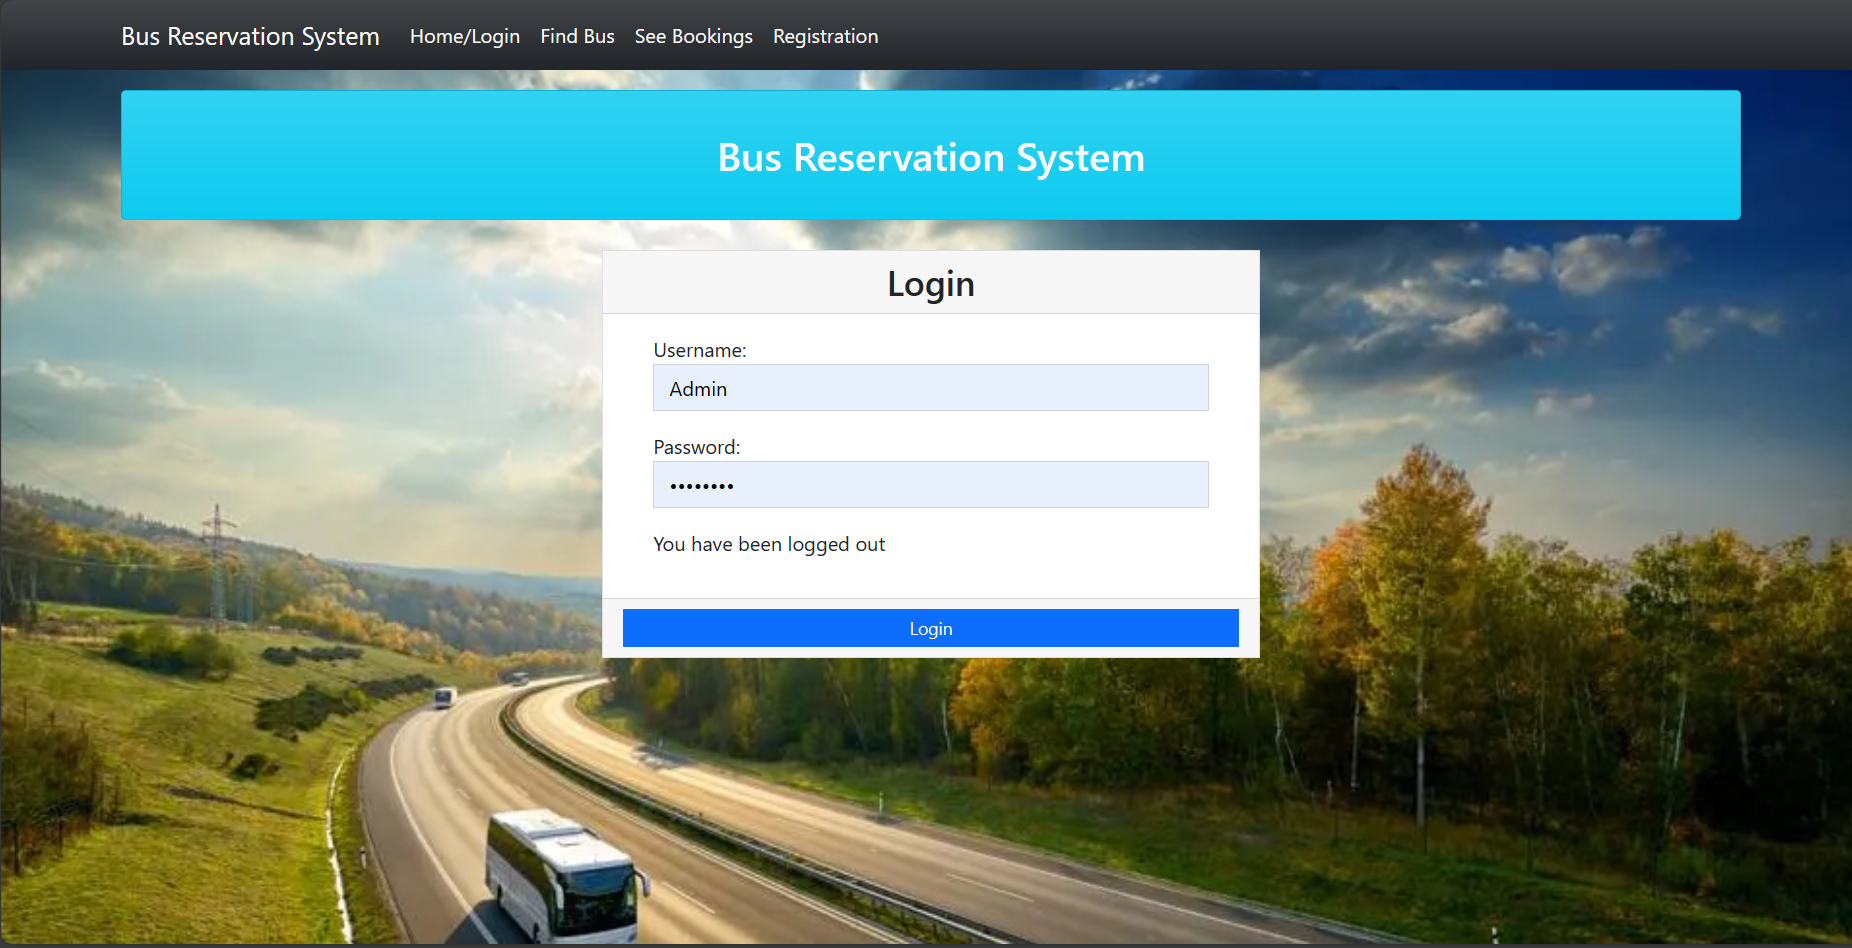 Bus Reservation System Home/Login Find Bus See Bookings Registration
Bus Reservation System
Login
Username:
Admin
Password:
••••••••
You have been logged out
Login